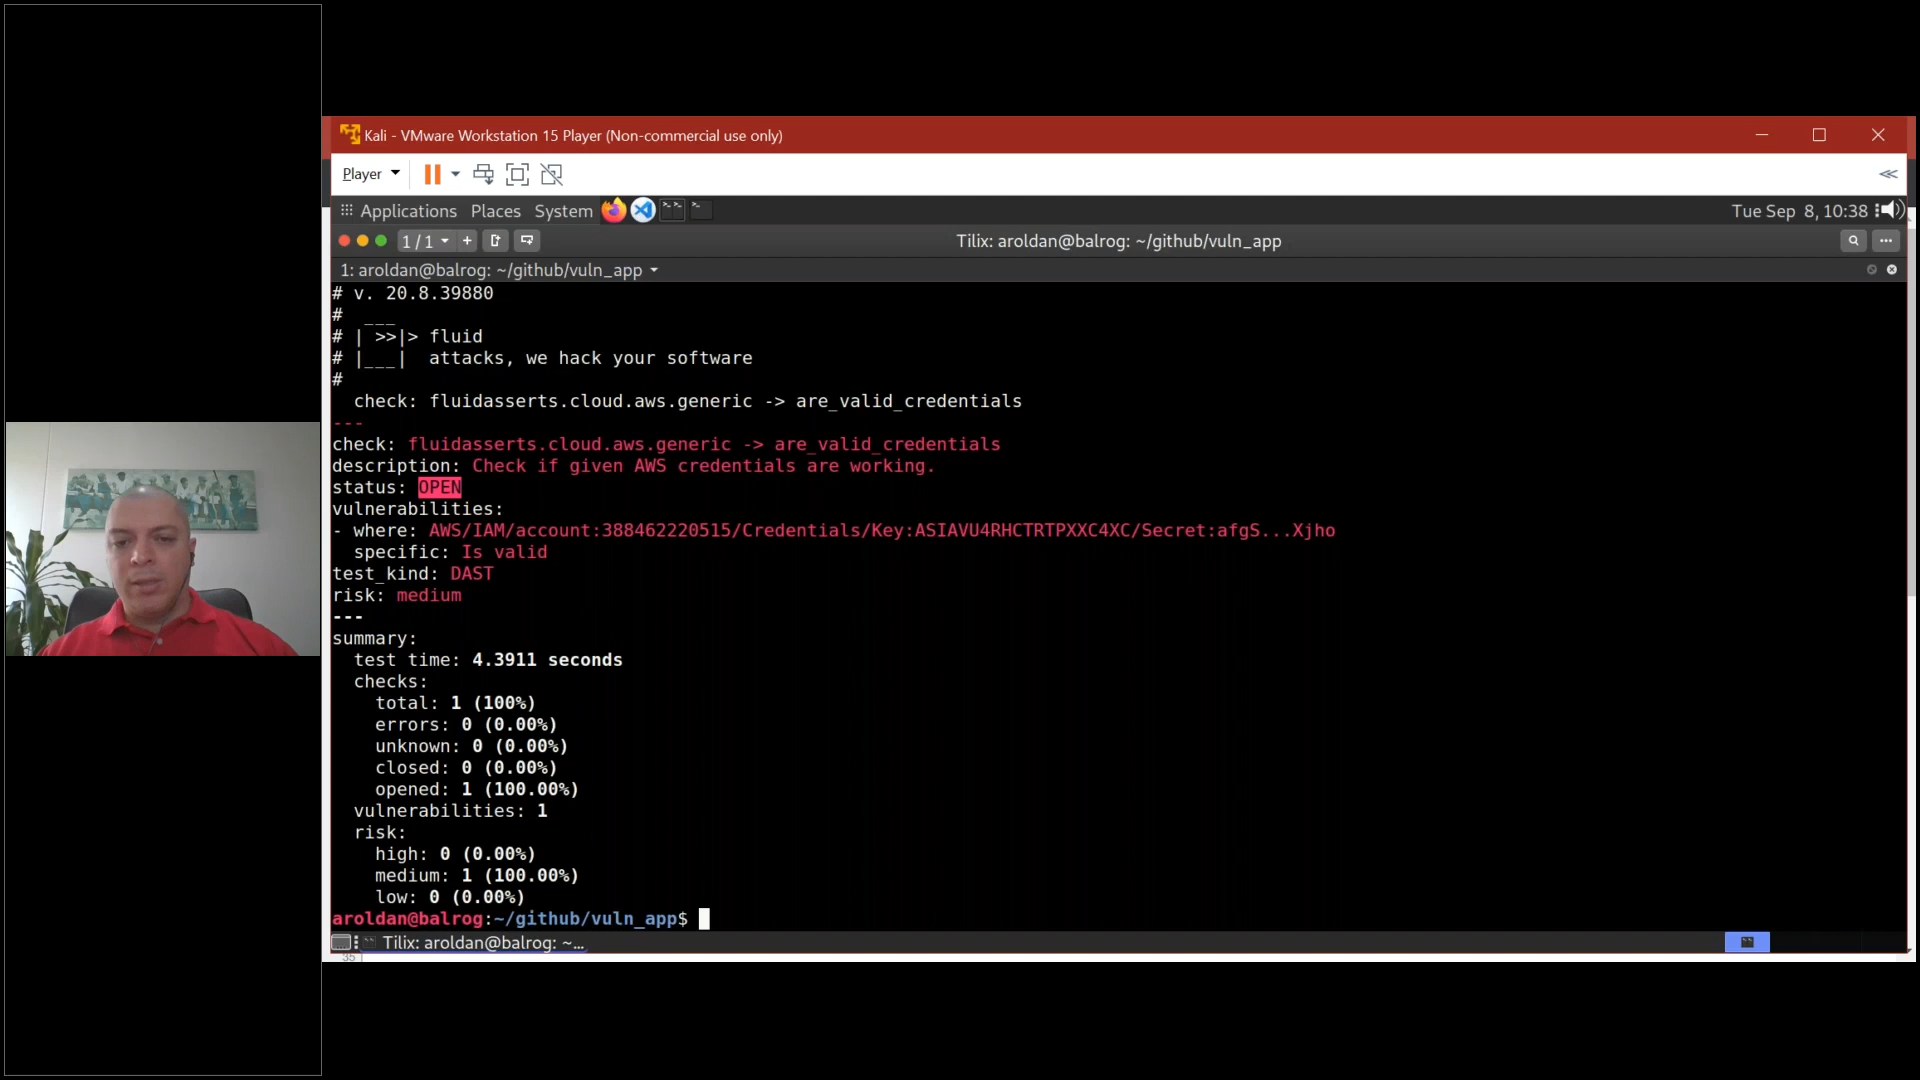 Kali - VMware Workstation 15 Player (Non-commercial use only)
Player
Applications Places System
Tue Sep 8, 10:38
1 / 1
Tilix: aroldan@balrog: ~/github/vuln_app
1: aroldan@balrog: ~/github/vuln_app
# v. 20.8.39880
#   ___
# | >>|> fluid
# |___|  attacks, we hack your software
#
check: fluidasserts.cloud.aws.generic -> are_valid_credentials
---
check: fluidasserts.cloud.aws.generic -> are_valid_credentials
description: Check if given AWS credentials are working.
status: OPEN
vulnerabilities:
- where: AWS/IAM/account:388462220515/Credentials/Key:ASIAVU4RHCTRTPXXC4XC/Secret:afgS...Xjho
specific: Is valid
test_kind: DAST
risk: medium
---
summary:
test time: 4.3911 seconds
checks:
total: 1 (100%)
errors: 0 (0.00%)
unknown: 0 (0.00%)
closed: 0 (0.00%)
opened: 1 (100.00%)
vulnerabilities: 1
risk:
high: 0 (0.00%)
medium: 1 (100.00%)
low: 0 (0.00%)
aroldan@balrog:~/github/vuln_app$
Tilix: aroldan@balrog: ~...
35